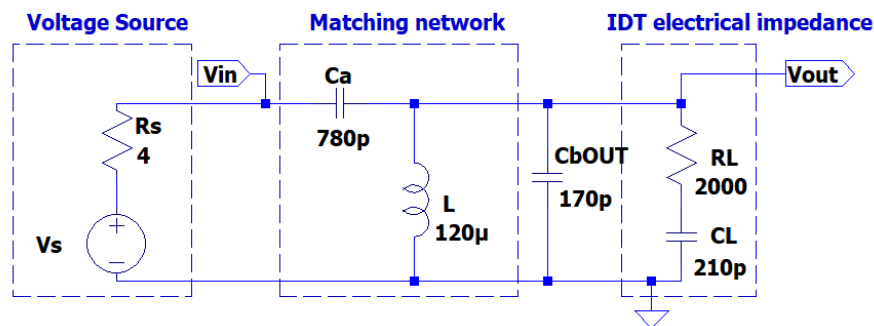 Voltage Source
Matching network
IDT electrical impedance
Vin
Ca
780p
Vout
Rs
4
CbOUT
170p
RL
2000
L
120µ
Vs
CL
210p